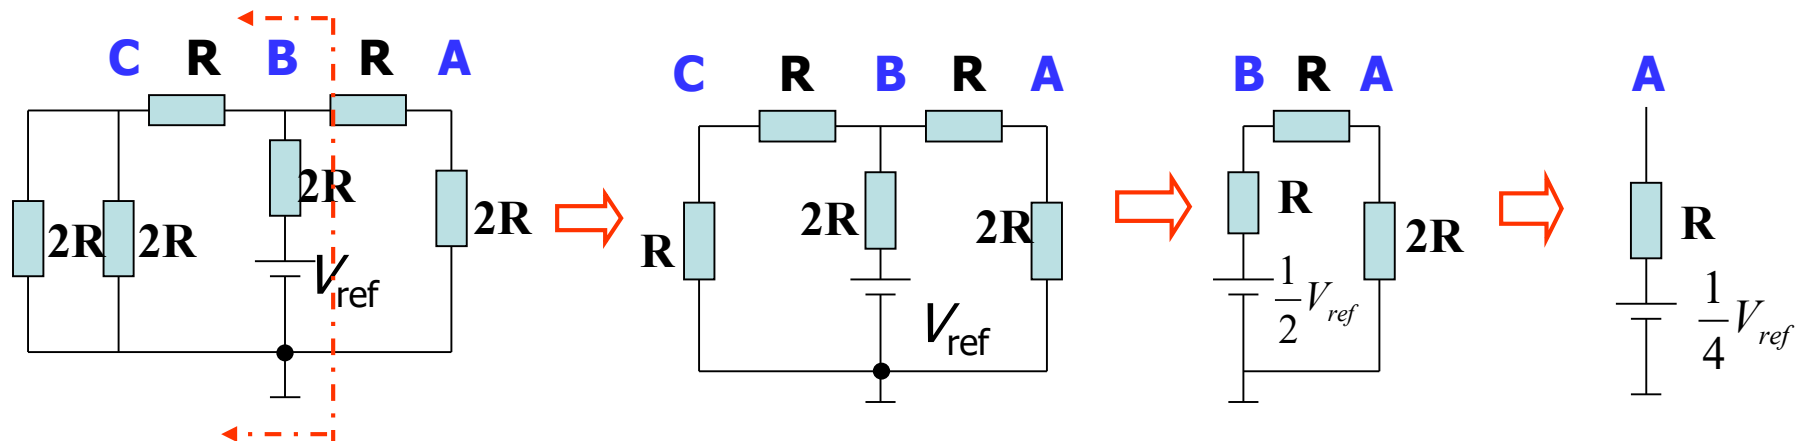 C R B R A
2R 2R 2R 2R
Vref
C R B R A
R 2R 2R
Vref
B R A
R 2R
1/2 Vref
A
R
1/4 Vref